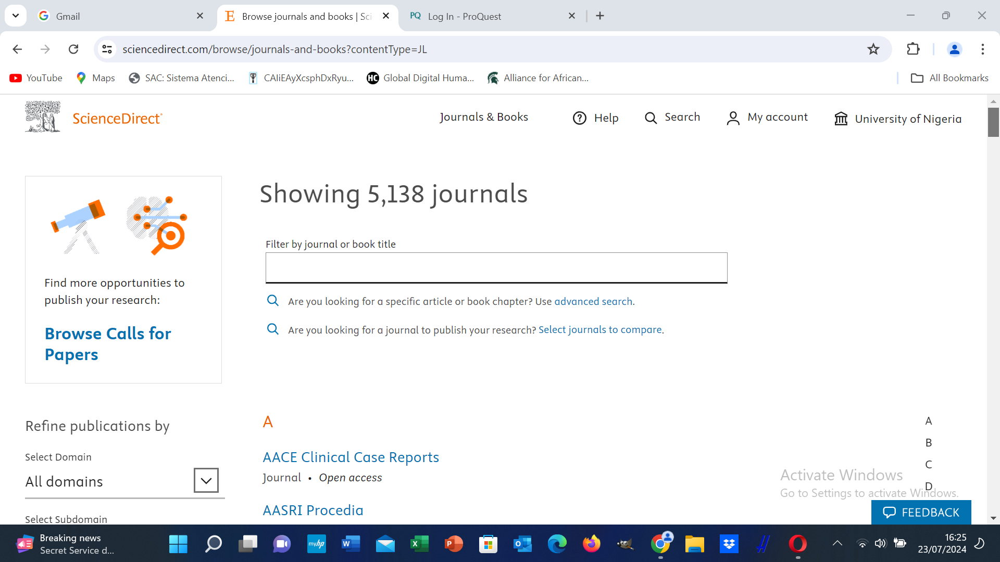 Gmail
Browse journals and books | Sci
PQ Log In - ProQuest
sciencedirect.com/browse/journals-and-books?contentType=JL
YouTube
Maps
SAC: Sistema Atenci...
CAliEAyXcsphDxRyu...
HC Global Digital Huma...
Alliance for African...
All Bookmarks
ScienceDirect
Journals & Books
Help
Search
My account
University of Nigeria
Find more opportunities to
publish your research:
Browse Calls for
Papers
Showing 5,138 journals
Filter by journal or book title
Are you looking for a specific article or book chapter? Use advanced search.
Are you looking for a journal to publish your research? Select journals to compare.
Refine publications by
Select Domain
All domains
Select Subdomain
A
AACE Clinical Case Reports
Journal • Open access
AASRI Procedia
A
B
C
D
Activate Windows
Go to Settings to activate Windows.
FEEDBACK
Breaking news
Secret Service d...
myhp
16:25
23/07/2024